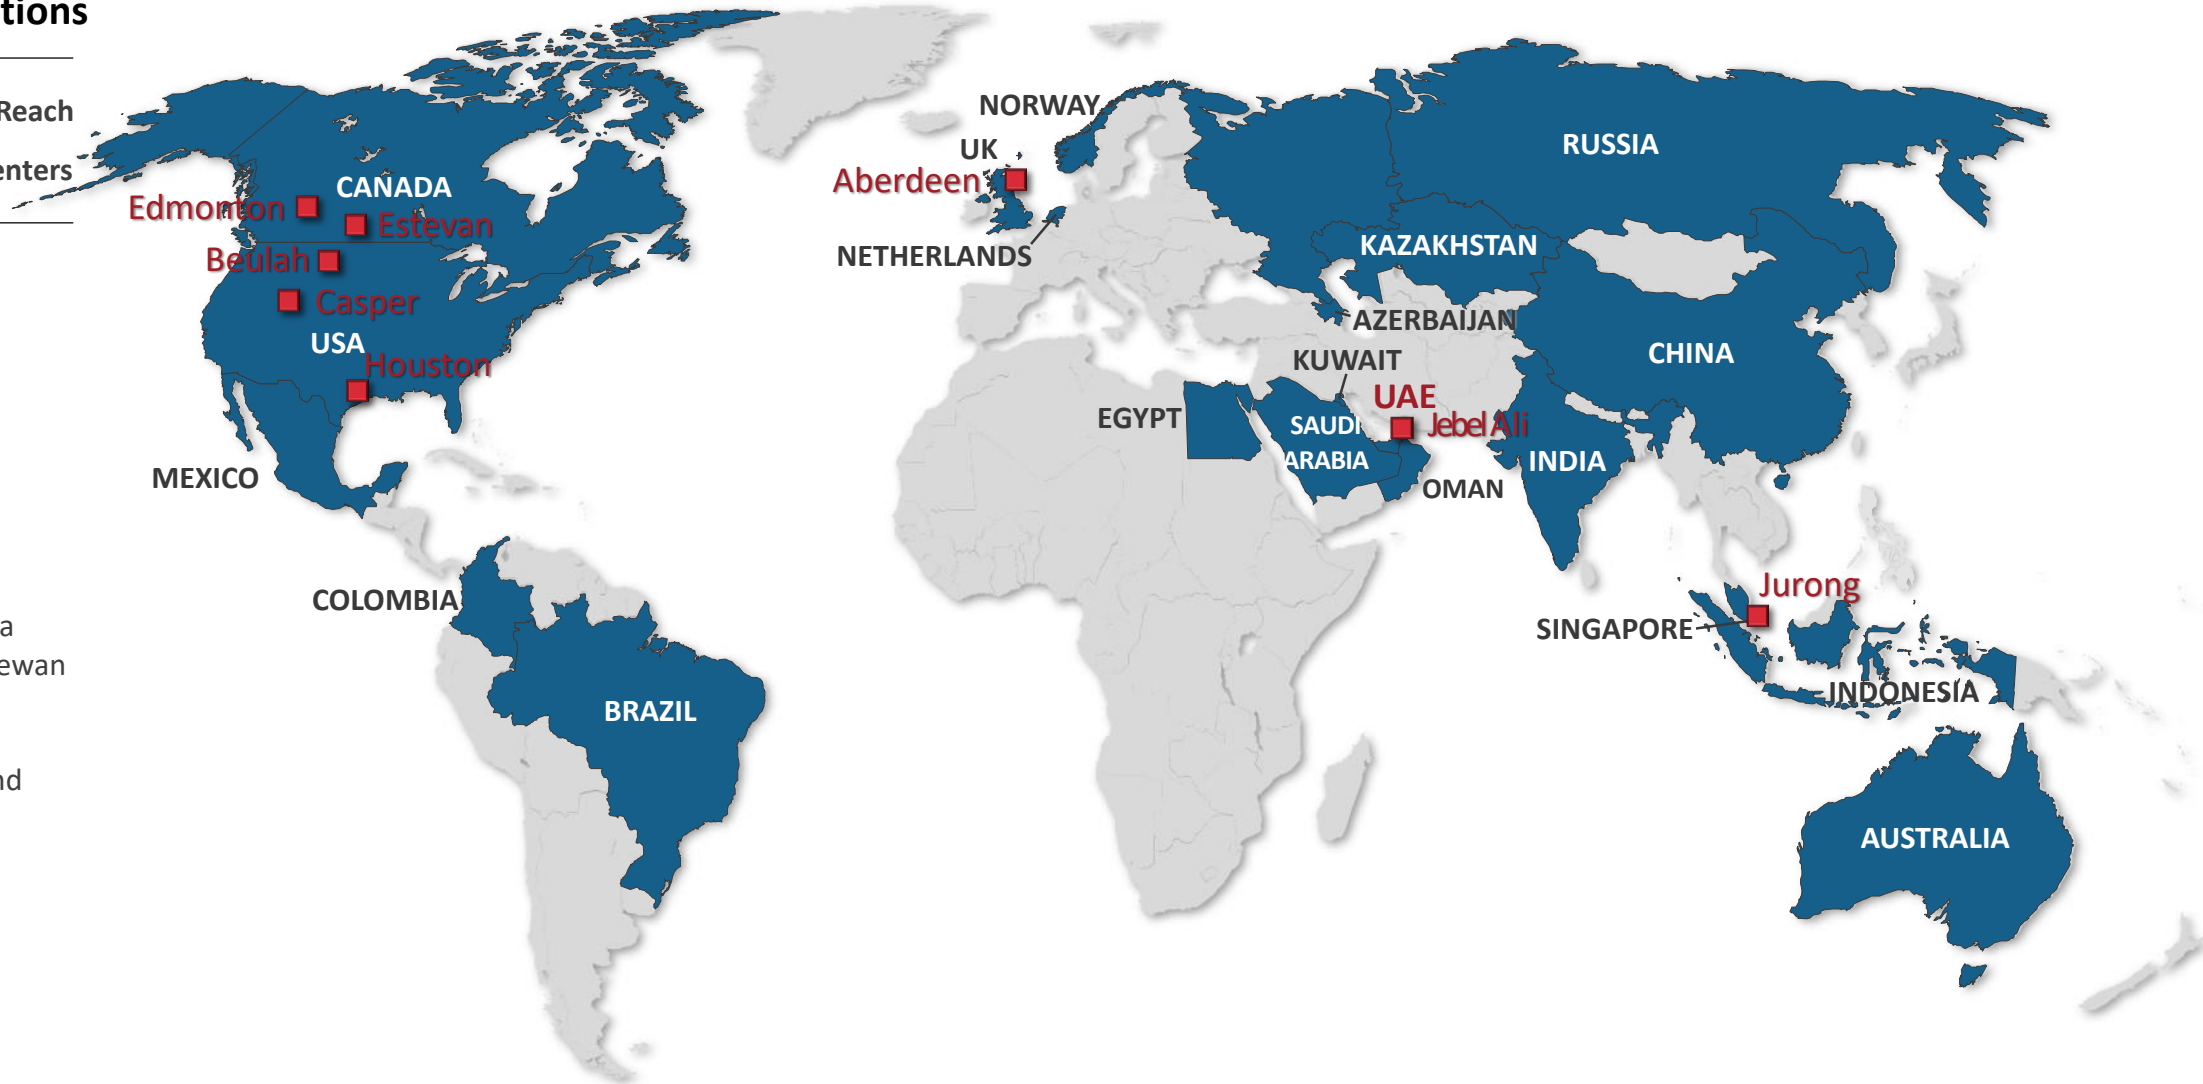 tions
Reach
enters
a
ewan
nd
NORWAY
UK
Aberdeen
NETHERLANDS
RUSSIA
CANADA
Edmonton
Estevan
Beulah
Casper
USA
Houston
MEXICO
COLOMBIA
BRAZIL
KAZAKHSTAN
AZERBAIJAN
KUWAIT
UAE
Jebel Ali
EGYPT
SAUDI
ARABIA
OMAN
CHINA
INDIA
Jurong
SINGAPORE
INDONESIA
AUSTRALIA